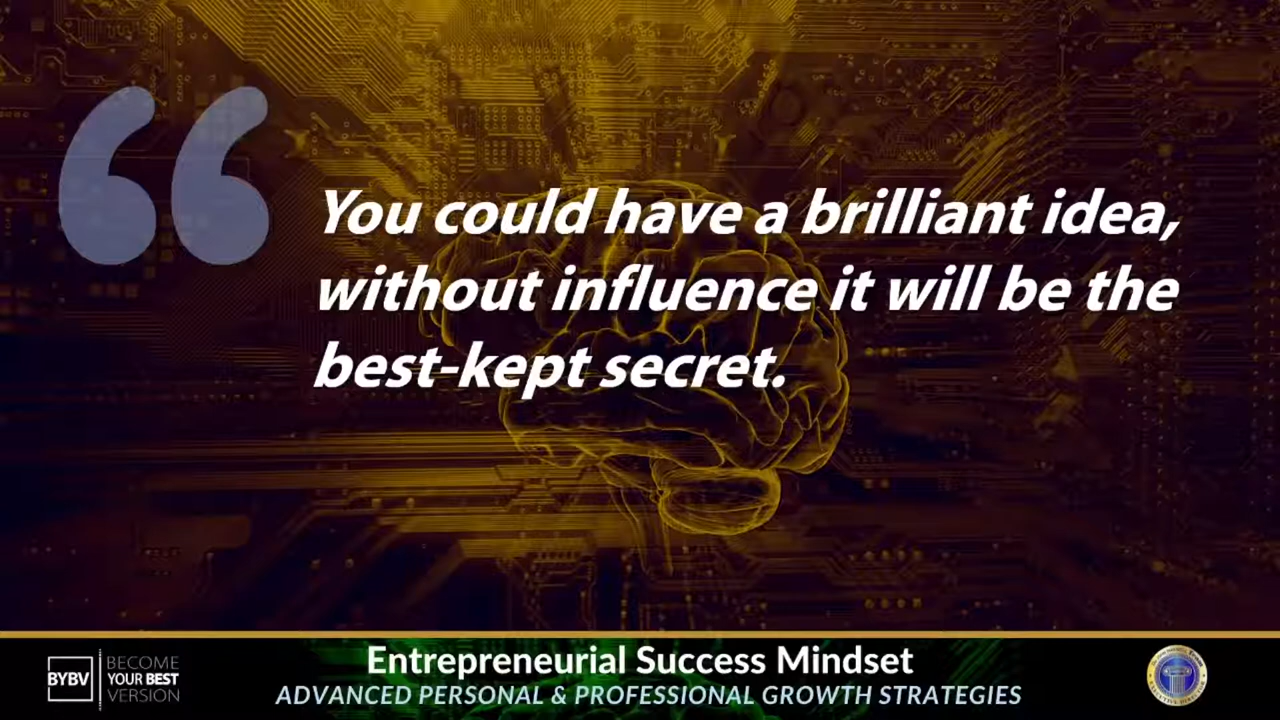 “
You could have a brilliant idea,
without influence it will be the
best-kept secret.
Entrepreneurial Success Mindset
ADVANCED PERSONAL & PROFESSIONAL GROWTH STRATEGIES
BYBV
BECOME
YOUR BEST
VERSION